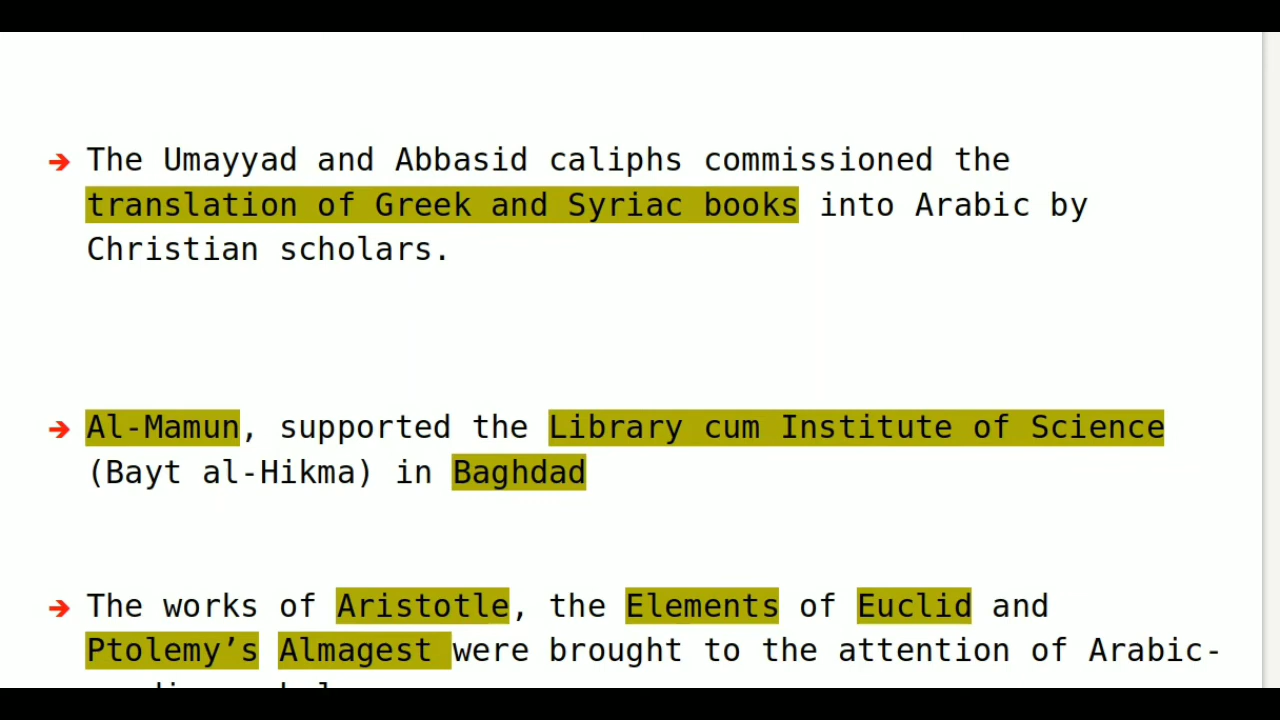 ➔ The Umayyad and Abbasid caliphs commissioned the
translation of Greek and Syriac books into Arabic by
Christian scholars.
➔ Al-Mamun, supported the Library cum Institute of Science
(Bayt al-Hikma) in Baghdad
➔ The works of Aristotle, the Elements of Euclid and
Ptolemy’s Almagest were brought to the attention of Arabic-